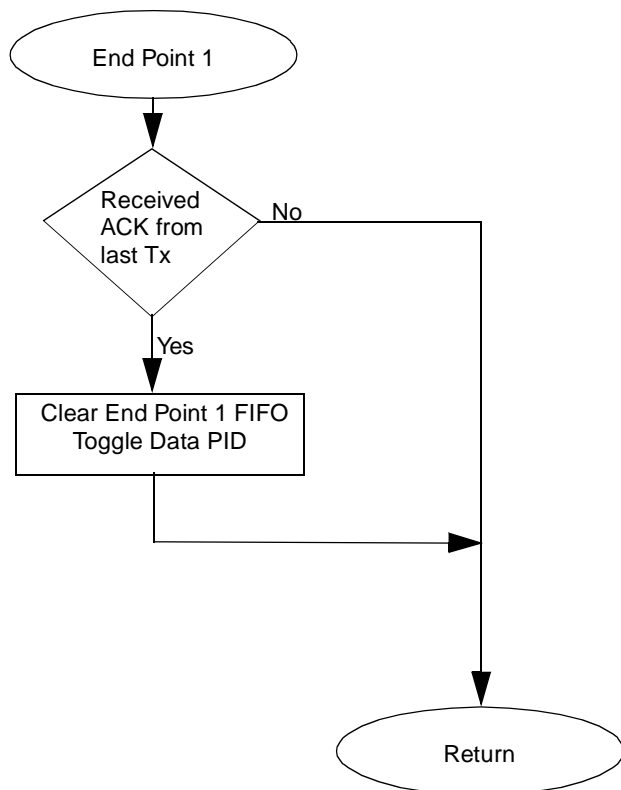 End Point 1
Received
ACK from
last Tx
No
Yes
Clear End Point 1 FIFO
Toggle Data PID
Return